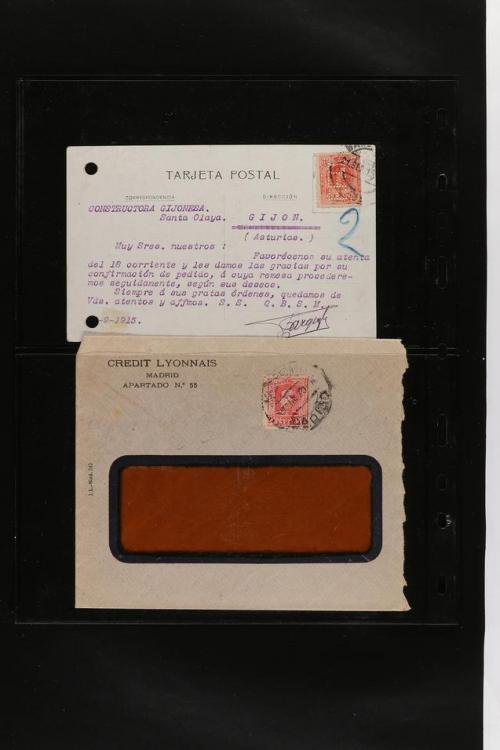 TARJETA POSTAL
CORRESPONDENCIA
DIRECCIÓN
CONSTRUCTORA GIJONESA.
Santa Olaya. GIJON.
( Asturias. )
2
Muy Sres. nuestros :
Favorécenos su atenta
del 18 corriente y les damos las gracias por su
confirmación de pedido, á cuya remesa procedere-
mos seguidamente, según sus deseos.
Siempre á sus gratas órdenes, quedamos de
Vds. atentos y affmos. S. S. Q. B. S. M.
-9-1915.
CREDIT LYONNAIS
MADRID
APARTADO N.º 55